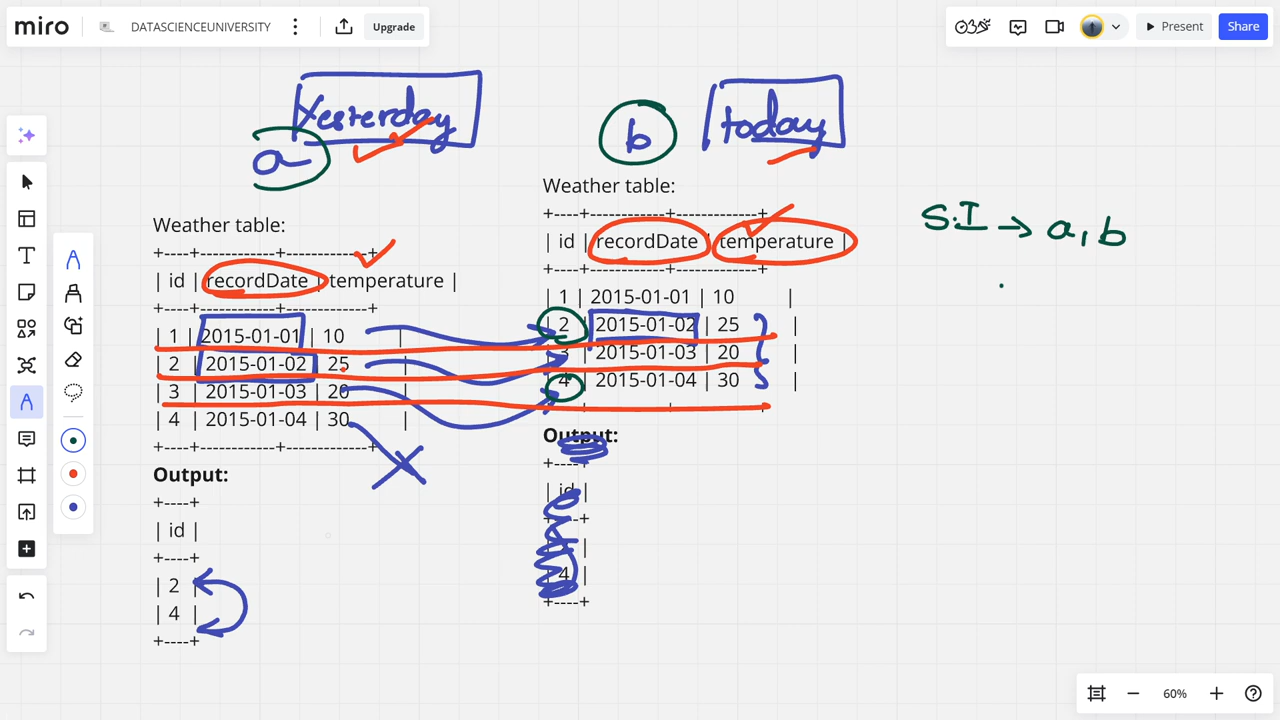 miro
DATASCIENCEUNIVERSITY
Upgrade
Present
Share
Yesterday
a
Weather table:
+----+------------+-------------+
| id | recordDate | temperature |
+----+------------+-------------+
| 1 | 2015-01-01 | 10 |
| 2 | 2015-01-02 | 25 |
| 3 | 2015-01-03 | 20 |
| 4 | 2015-01-04 | 30 |
+----+------------+-------------+
Output:
+----+
| id |
+----+
| 2 |
| 4 |
+----+
b
today
Weather table:
+----+------------+-------------+
| id | recordDate | temperature |
+----+------------+-------------+
| 1 | 2015-01-01 | 10 |
| 2 | 2015-01-02 | 25 |
| 3 | 2015-01-03 | 20 |
| 4 | 2015-01-04 | 30 |
Output:
+----+
| id |
| 4 |
+----+
S.I → a, b
60%